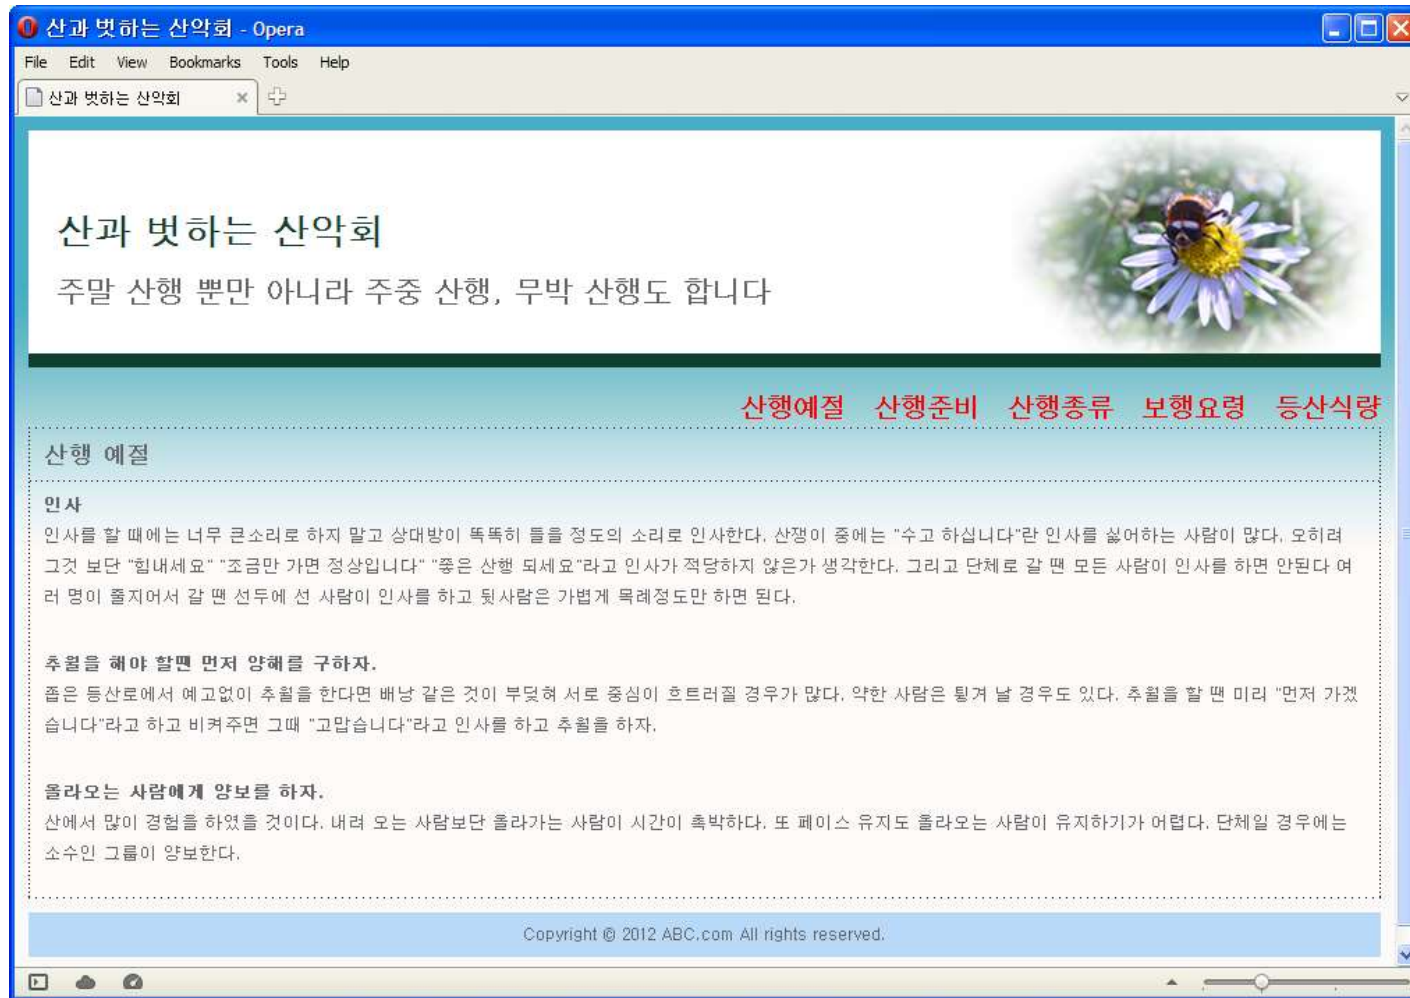 산과 벗하는 산악회 - Opera
File Edit View Bookmarks Tools Help
산과 벗하는 산악회
산과 벗하는 산악회
주말 산행 뿐만 아니라 주중 산행, 무박 산행도 합니다
산행예절 산행준비 산행종류 보행요령 등산식량
산행 예절
인사
인사를 할 때에는 너무 큰소리로 하지 말고 상대방이 똑똑히 들을 정도의 소리로 인사한다. 산쟁이 중에는 "수고 하십니다"란 인사를 싫어하는 사람이 많다. 오히려
그것 보단 "힘내세요" "조금만 가면 정상입니다" "좋은 산행 되세요"라고 인사가 적당하지 않은가 생각한다. 그리고 단체로 갈 땐 모든 사람이 인사를 하면 안된다 여
러 명이 줄지어서 갈 땐 선두에 선 사람이 인사를 하고 뒷사람은 가볍게 목례정도만 하면 된다.
추월을 해야 할땐 먼저 양해를 구하자.
좁은 등산로에서 예고없이 추월을 한다면 배낭 같은 것이 부딪혀 서로 중심이 흐트러질 경우가 많다. 약한 사람은 튕겨 날 경우도 있다. 추월을 할 땐 미리 "먼저 가겠
습니다"라고 하고 비켜주면 그때 "고맙습니다"라고 인사를 하고 추월을 하자.
올라오는 사람에게 양보를 하자.
산에서 많이 경험을 하였을 것이다. 내려 오는 사람보단 올라가는 사람이 시간이 촉박하다. 또 페이스 유지도 올라오는 사람이 유지하기가 어렵다. 단체일 경우에는
소수인 그룹이 양보한다.
Copyright © 2012 ABC.com All rights reserved.